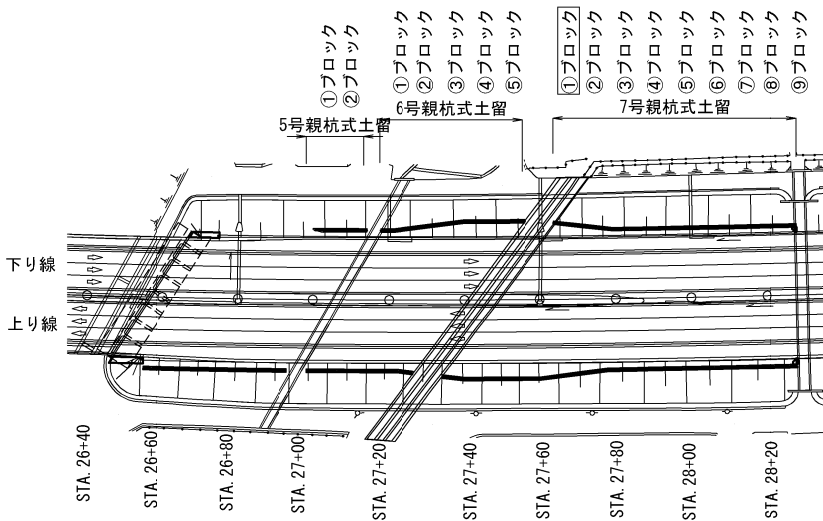 ①ブロック
②ブロック
①ブロック
②ブロック
③ブロック
④ブロック
⑤ブロック
①ブロック
②ブロック
③ブロック
④ブロック
⑤ブロック
⑥ブロック
⑦ブロック
⑧ブロック
⑨ブロック
5号親杭式土留
6号親杭式土留
7号親杭式土留
下り線
上り線
STA. 26+40
STA. 26+60
STA. 26+80
STA. 27+00
STA. 27+20
STA. 27+40
STA. 27+60
STA. 27+80
STA. 28+00
STA. 28+20